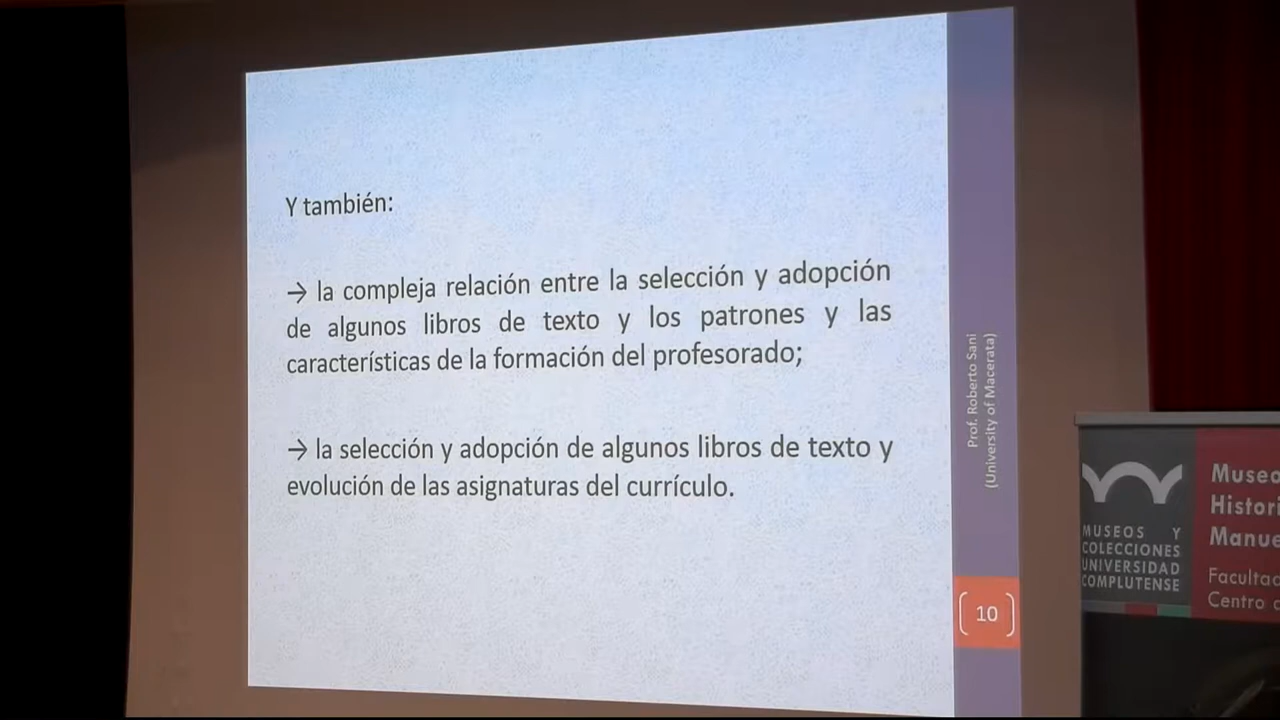 Y también:
→ la compleja relación entre la selección y adopción
de algunos libros de texto y los patrones y las
características de la formación del profesorado;
→ la selección y adopción de algunos libros de texto y
evolución de las asignaturas del currículo.
Prof. Roberto Sani
(University of Macerata)
10
MUSEOS Y
COLECCIONES
UNIVERSIDAD
COMPLUTENSE
Museo
Histori
Manue
Facultad
Centro